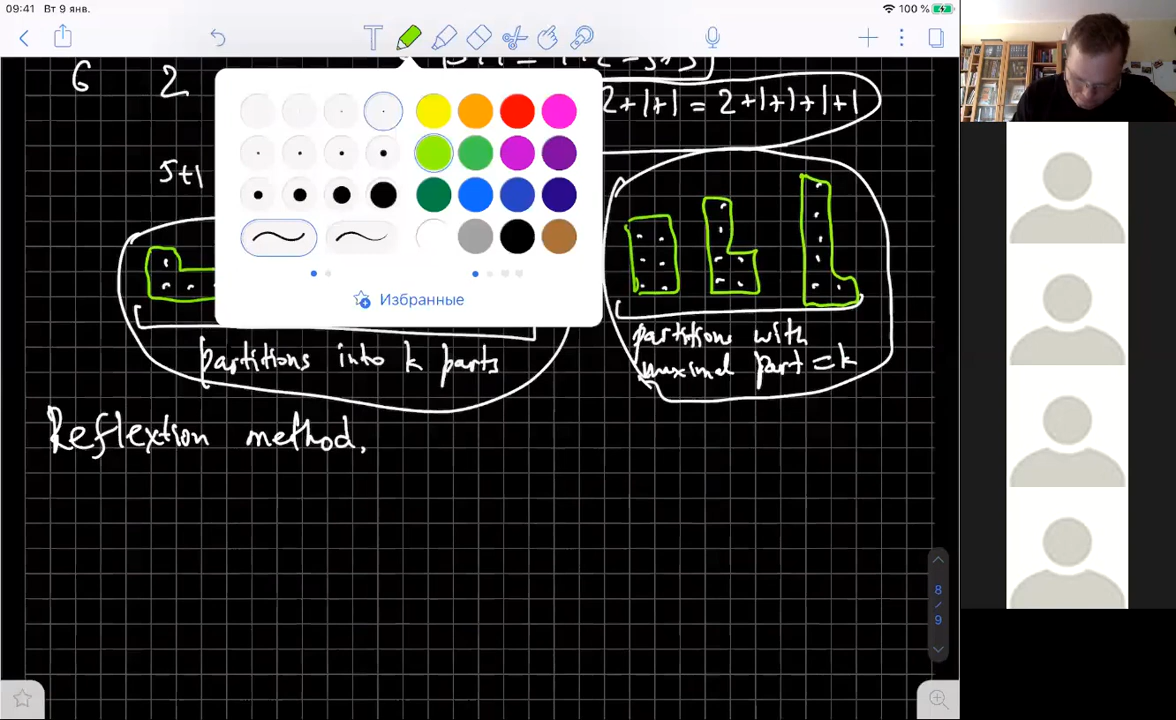 09:41 Вт 9 янв.
100 %
6 2
2+1+1 = 2+1+1+1+1
5+1
Избранные
partitions into k parts
partitions with
maximal part = k
Reflextion method.
8
/
9